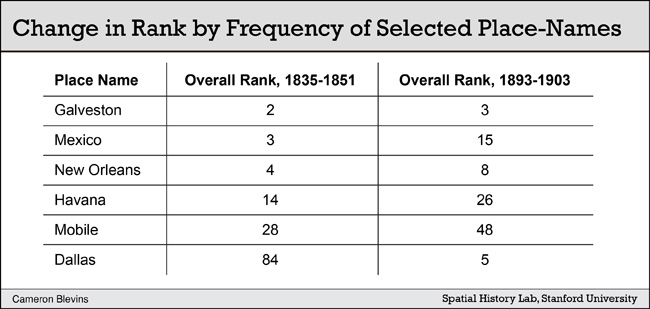 Change in Rank by Frequency of Selected Place-Names
Place Name Overall Rank, 1835-1851 Overall Rank, 1893-1903
Galveston 2 3
Mexico 3 15
New Orleans 4 8
Havana 14 26
Mobile 28 48
Dallas 84 5
Cameron Blevins Spatial History Lab, Stanford University